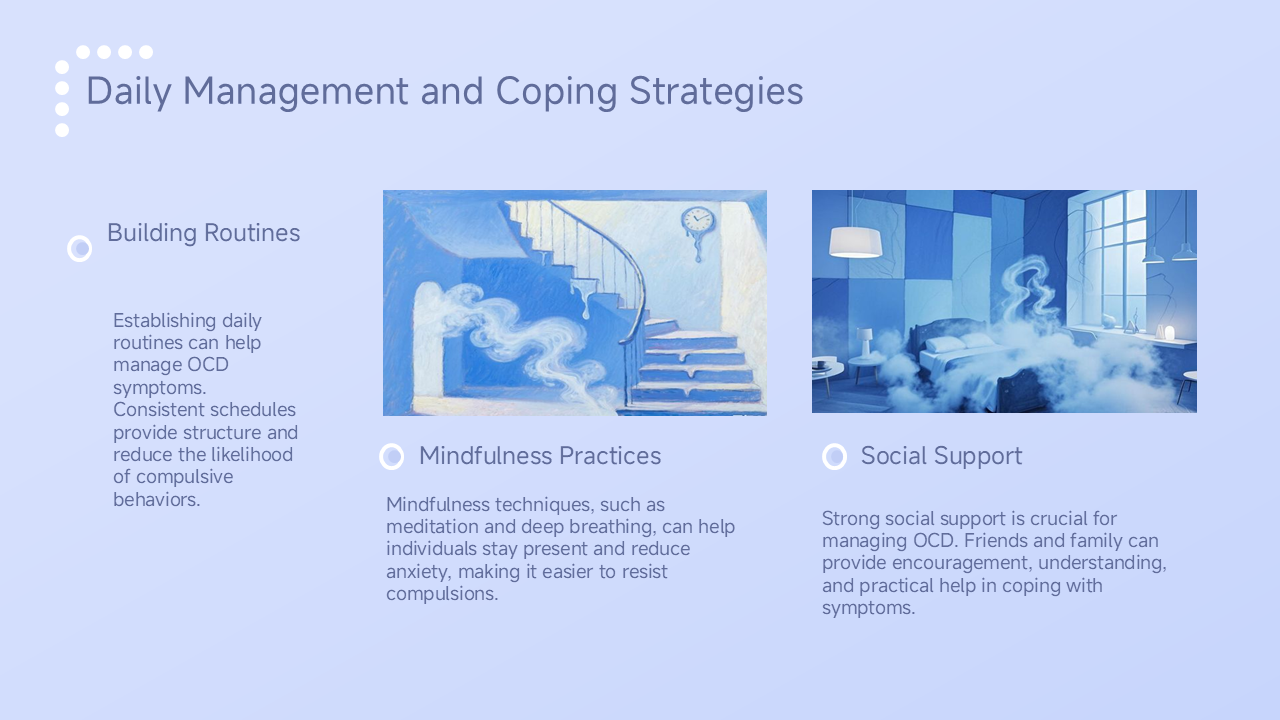 Daily Management and Coping Strategies
Building Routines
Establishing daily
routines can help
manage OCD
symptoms.
Consistent schedules
provide structure and
reduce the likelihood
of compulsive
behaviors.
Mindfulness Practices
Mindfulness techniques, such as
meditation and deep breathing, can help
individuals stay present and reduce
anxiety, making it easier to resist
compulsions.
Social Support
Strong social support is crucial for
managing OCD. Friends and family can
provide encouragement, understanding,
and practical help in coping with
symptoms.